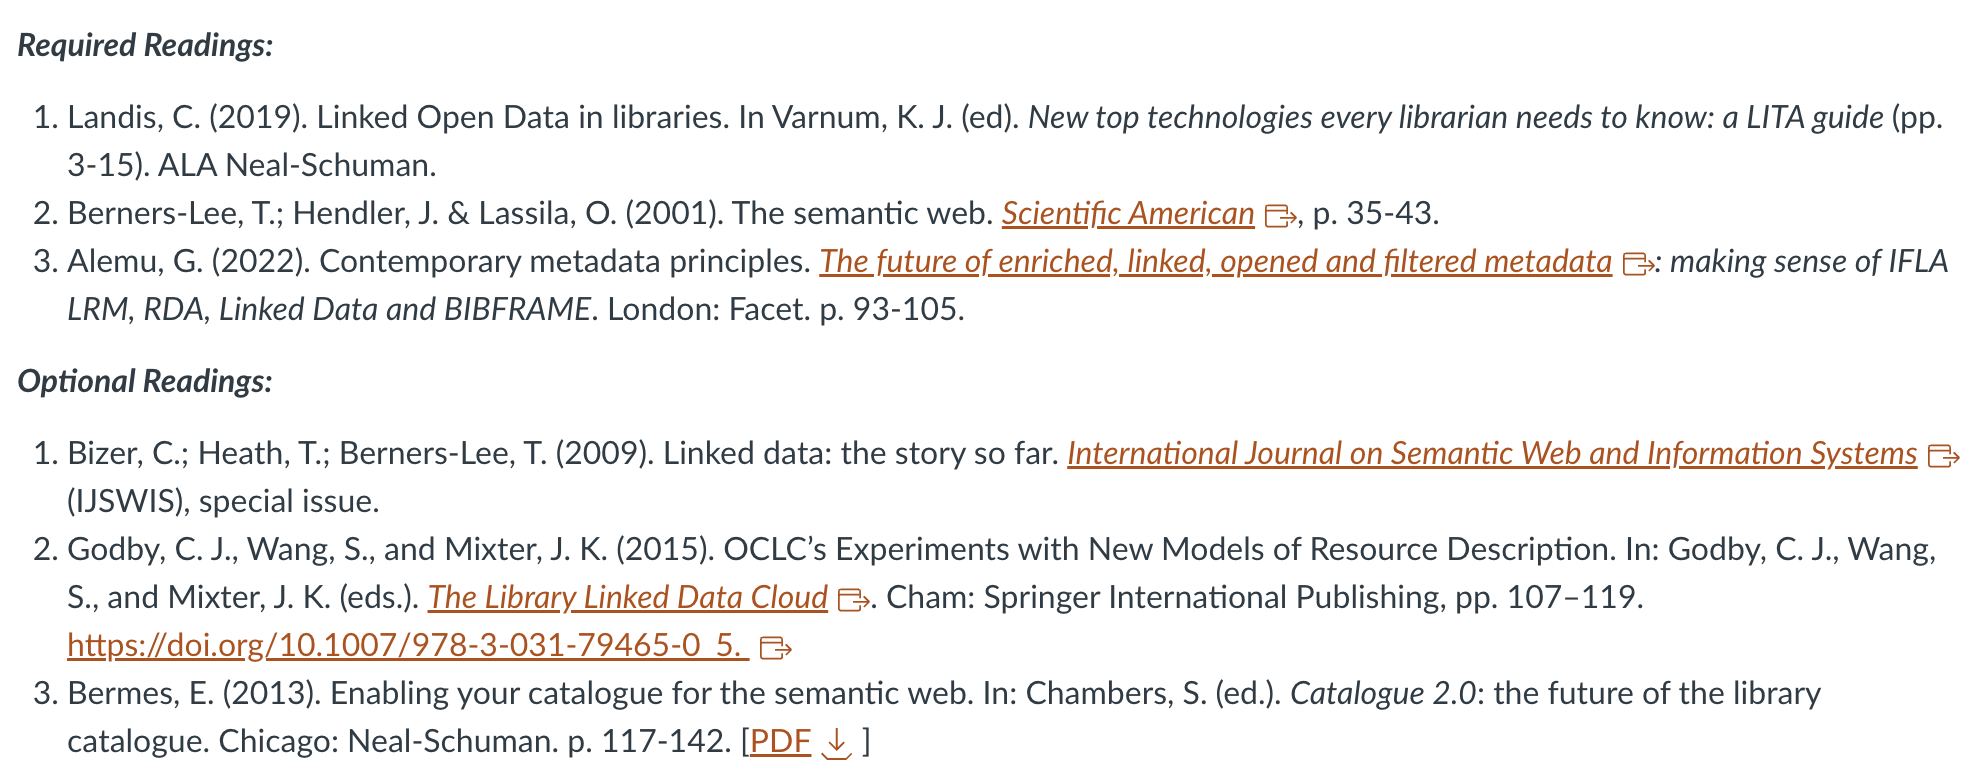 Required Readings:
1. Landis, C. (2019). Linked Open Data in libraries. In Varnum, K. J. (ed). New top technologies every librarian needs to know: a LITA guide (pp.
3-15). ALA Neal-Schuman.
2. Berners-Lee, T.; Hendler, J. & Lassila, O. (2001). The semantic web. Scientific American, p. 35-43.
3. Alemu, G. (2022). Contemporary metadata principles. The future of enriched, linked, opened and filtered metadata: making sense of IFLA
LRM, RDA, Linked Data and BIBFRAME. London: Facet. p. 93-105.
Optional Readings:
1. Bizer, C.; Heath, T.; Berners-Lee, T. (2009). Linked data: the story so far. International Journal on Semantic Web and Information Systems
(IJSWIS), special issue.
2. Godby, C. J., Wang, S., and Mixter, J. K. (2015). OCLC’s Experiments with New Models of Resource Description. In: Godby, C. J., Wang,
S., and Mixter, J. K. (eds.). The Library Linked Data Cloud. Cham: Springer International Publishing, pp. 107–119.
https://doi.org/10.1007/978-3-031-79465-0_5.
3. Bermes, E. (2013). Enabling your catalogue for the semantic web. In: Chambers, S. (ed.). Catalogue 2.0: the future of the library
catalogue. Chicago: Neal-Schuman. p. 117-142. [PDF]